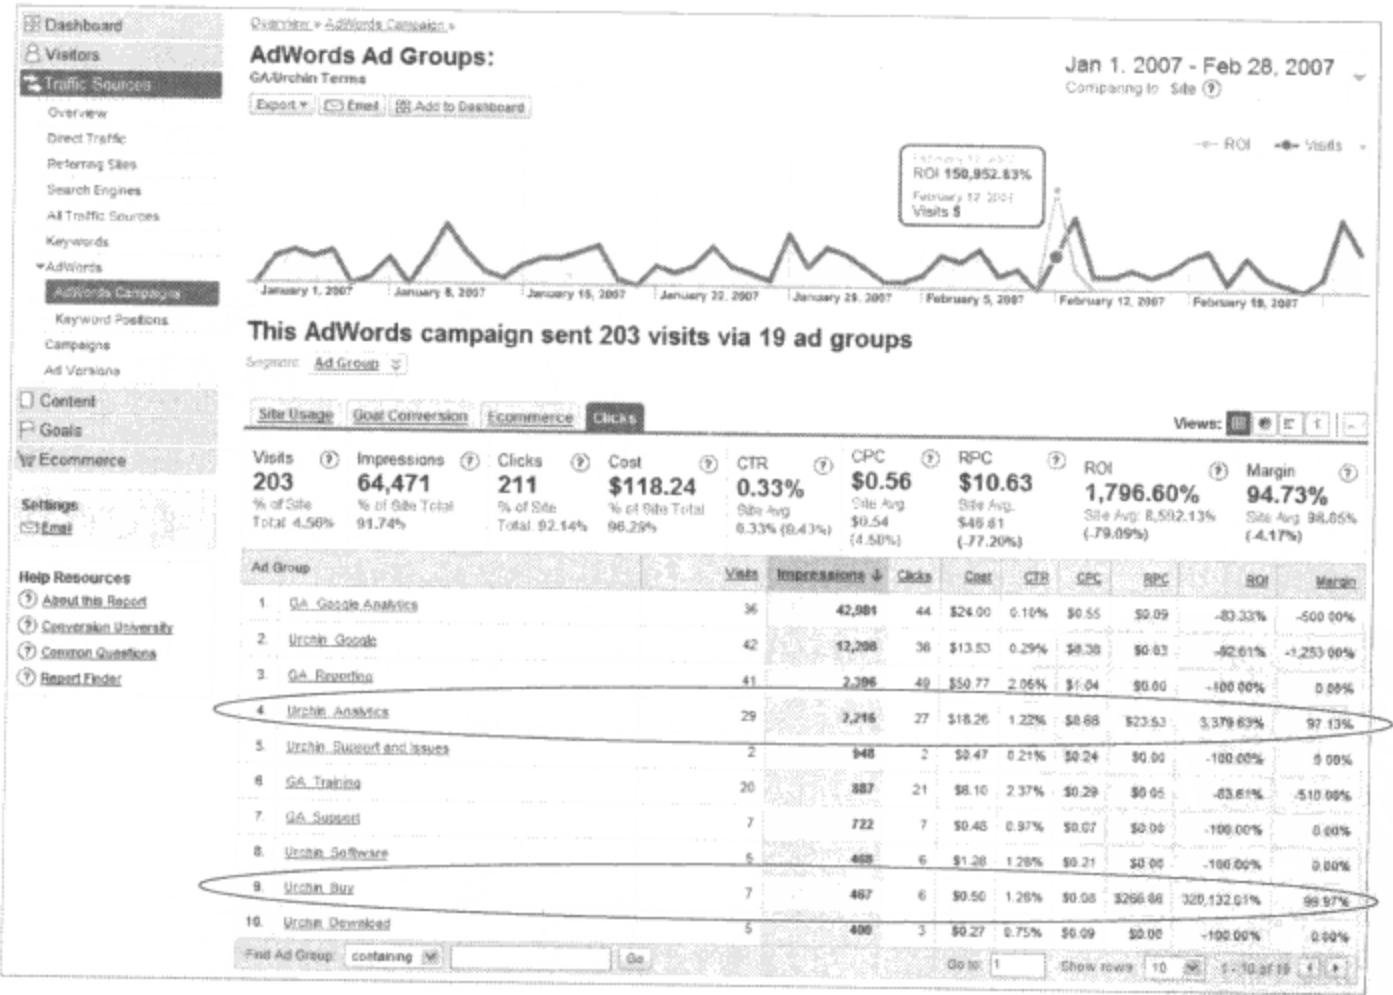 Dashboard
Visitors
Traffic Sources
Overview
Direct Traffic
Referring Sites
Search Engines
All Traffic Sources
Keywords
AdWords
AdWords Campaigns
Keyword Positions
Campaigns
Ad Versions
Content
Goals
Ecommerce
Settings
Email
Help Resources
About this Report
Conversion University
Common Questions
Report Finder
Overview » AdWords Campaign »
AdWords Ad Groups:
GA/Urchin Terms
Export Email Add to Dashboard
Jan 1, 2007 - Feb 28, 2007
Comparing to: Site
ROI Visits
ROI 150,952.83%
Visits 5
January 1, 2007 January 8, 2007 January 15, 2007 January 22, 2007 January 29, 2007 February 5, 2007 February 12, 2007 February 19, 2007
This AdWords campaign sent 203 visits via 19 ad groups
Segment: Ad Group
Site Usage Goal Conversion Ecommerce Clicks
Views:
Visits Impressions Clicks Cost CTR CPC RPC ROI Margin
203 64,471 211 $118.24 0.33% $0.56 $10.63 1,796.60% 94.73%
% of Site Total: 4.56% % of Site Total 91.74% % of Site Total: 92.14% % of Site Total 96.29% Site Avg 0.33% (0.43%) Site Avg $0.54 (4.50%) Site Avg. $46.61 (-77.20%) Site Avg: 8,592.13% (-79.09%) Site Avg (-4.17%)
Ad Group Visits Impressions Clicks Cost CTR CPC RPC ROI Margin
1. GA Google Analytics 36 42,981 44 $24.00 0.10% $0.55 $0.09 -83.33% -500.00%
2. Urchin Google 42 12,208 36 $13.53 0.29% $0.38 $0.03 -92.61% -1,253.00%
3. GA Reporting 41 2,396 49 $50.77 2.06% $1.04 $0.00 -100.00% 0.00%
4. Urchin Analytics 29 2,216 27 $18.26 1.22% $0.68 $23.53 3,379.63% 97.13%
5. Urchin Support and Issues 2 948 2 $0.47 0.21% $0.24 $0.00 -100.00% 0.00%
6. GA Training 20 887 21 $6.10 2.37% $0.29 $0.05 -83.61% -510.00%
7. GA Support 7 722 7 $0.48 0.97% $0.07 $0.00 -100.00% 0.00%
8. Urchin Software 6 468 6 $1.28 1.28% $0.21 $0.00 -100.00% 0.00%
9. Urchin Buy 7 467 6 $0.50 1.28% $0.08 $266.86 320,132.01% 99.97%
10. Urchin Download 5 400 3 $0.27 0.75% $0.09 $0.00 -100.00% 0.00%
Find Ad Group: containing Go Go to: 1 Show rows: 10 1 - 10 of 19